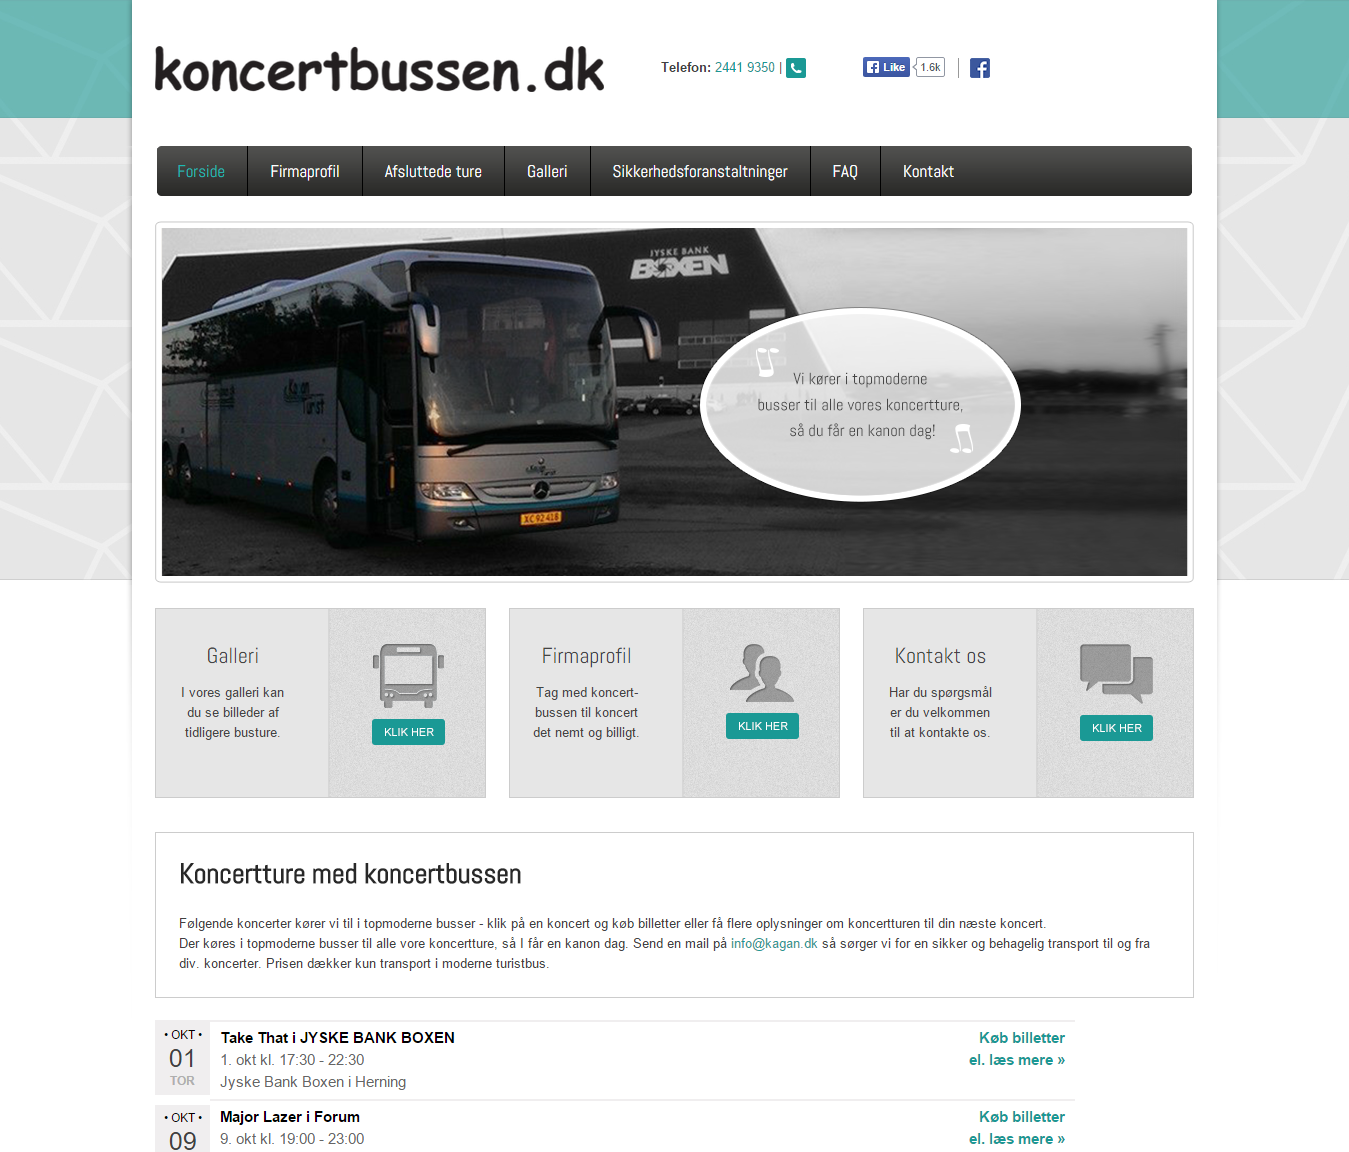 koncertbussen.dk
Telefon: 2441 9350 |
Like
1.6k
Forside
Firmaprofil
Afsluttede ture
Galleri
Sikkerhedsforanstaltninger
FAQ
Kontakt
JYSKE BANK
BOXEN
Vi kører i topmoderne
busser til alle vores koncertture,
så du får en kanon dag!
XC 92 418
Galleri
I vores galleri kan
du se billeder af
tidligere busture.
KLIK HER
Firmaprofil
Tag med koncert-
bussen til koncert
det nemt og billigt.
KLIK HER
Kontakt os
Har du spørgsmål
er du velkommen
til at kontakte os.
KLIK HER
Koncertture med koncertbussen
Følgende koncerter kører vi til i topmoderne busser - klik på en koncert og køb billetter eller få flere oplysninger om koncertturen til din næste koncert.
Der køres i topmoderne busser til alle vore koncertture, så I får en kanon dag. Send en mail på info@kagan.dk så sørger vi for en sikker og behagelig transport til og fra
div. koncerter. Prisen dækker kun transport i moderne turistbus.
• OKT •
01
TOR
Take That i JYSKE BANK BOXEN
1. okt kl. 17:30 - 22:30
Jyske Bank Boxen i Herning
Køb billetter
el. læs mere »
• OKT •
09
Major Lazer i Forum
9. okt kl. 19:00 - 23:00
Køb billetter
el. læs mere »